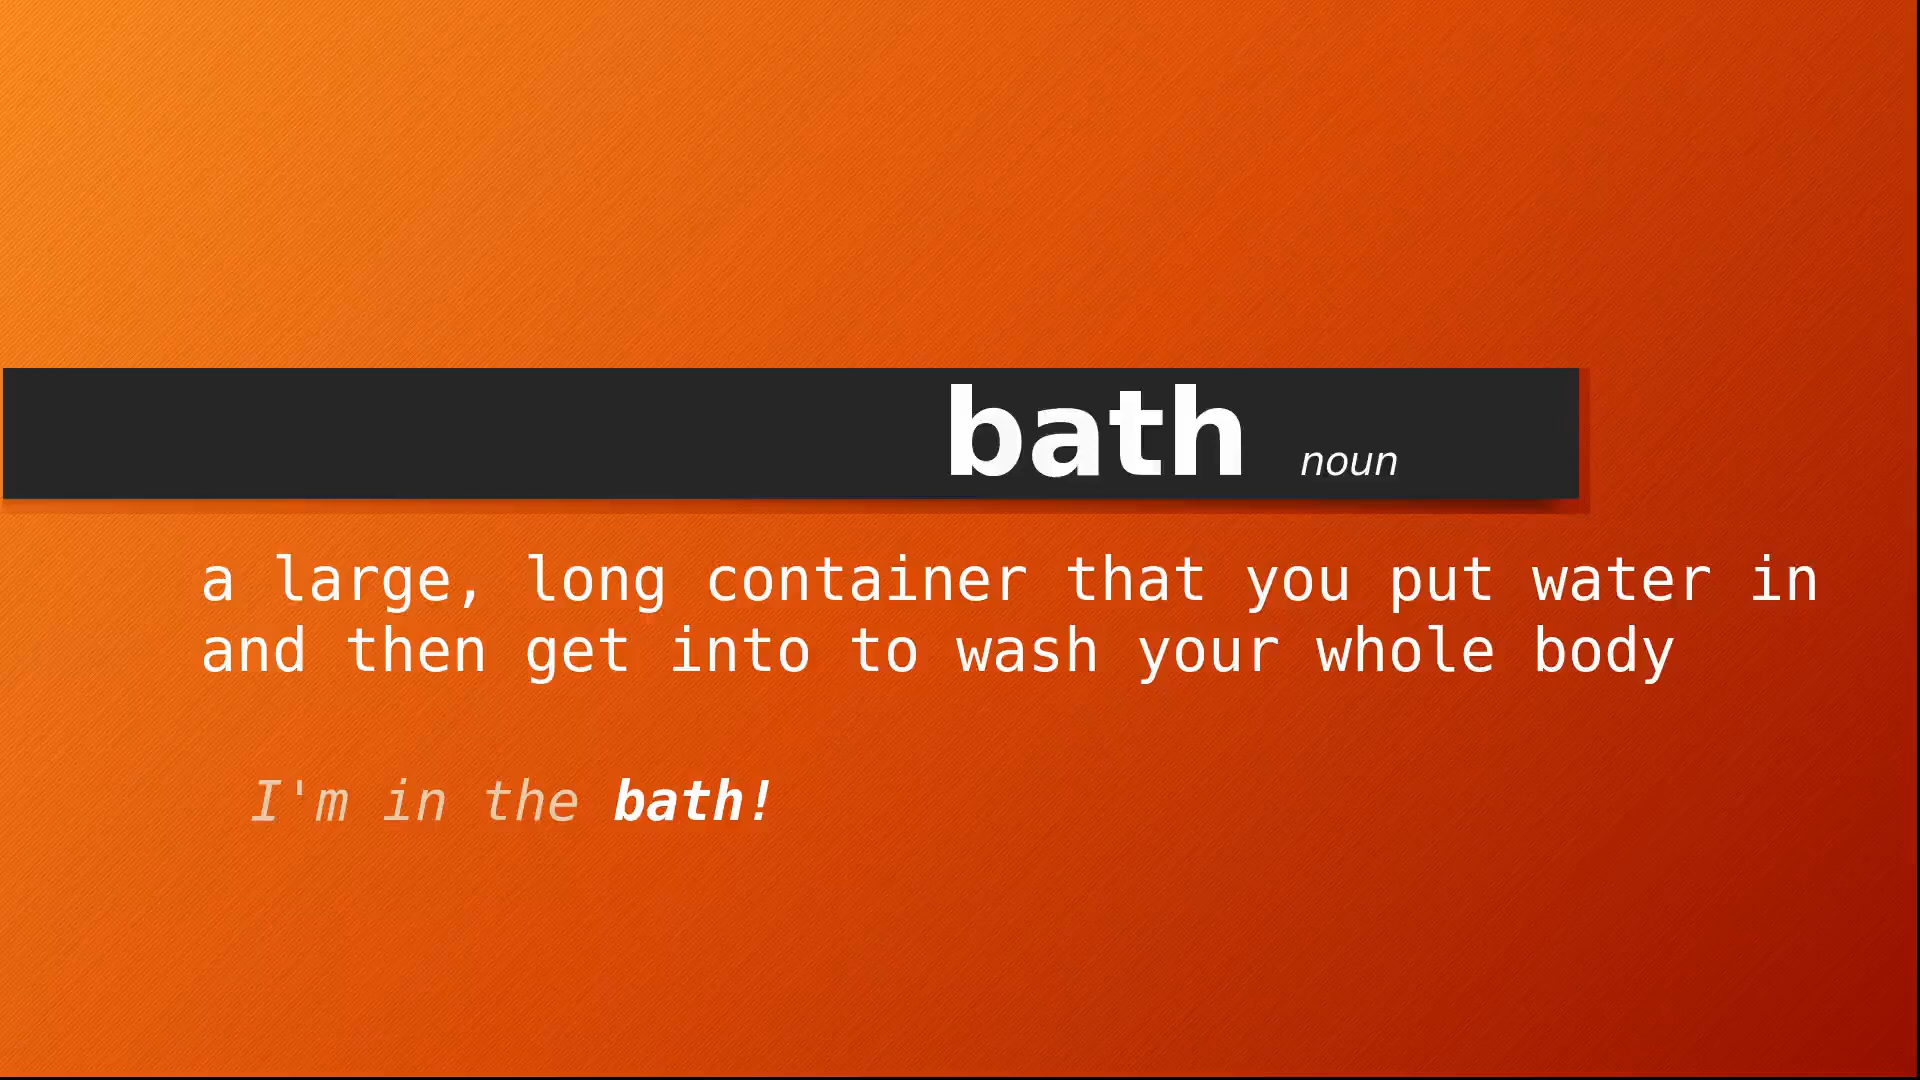 bath noun
a large, long container that you put water in
and then get into to wash your whole body
I'm in the bath!